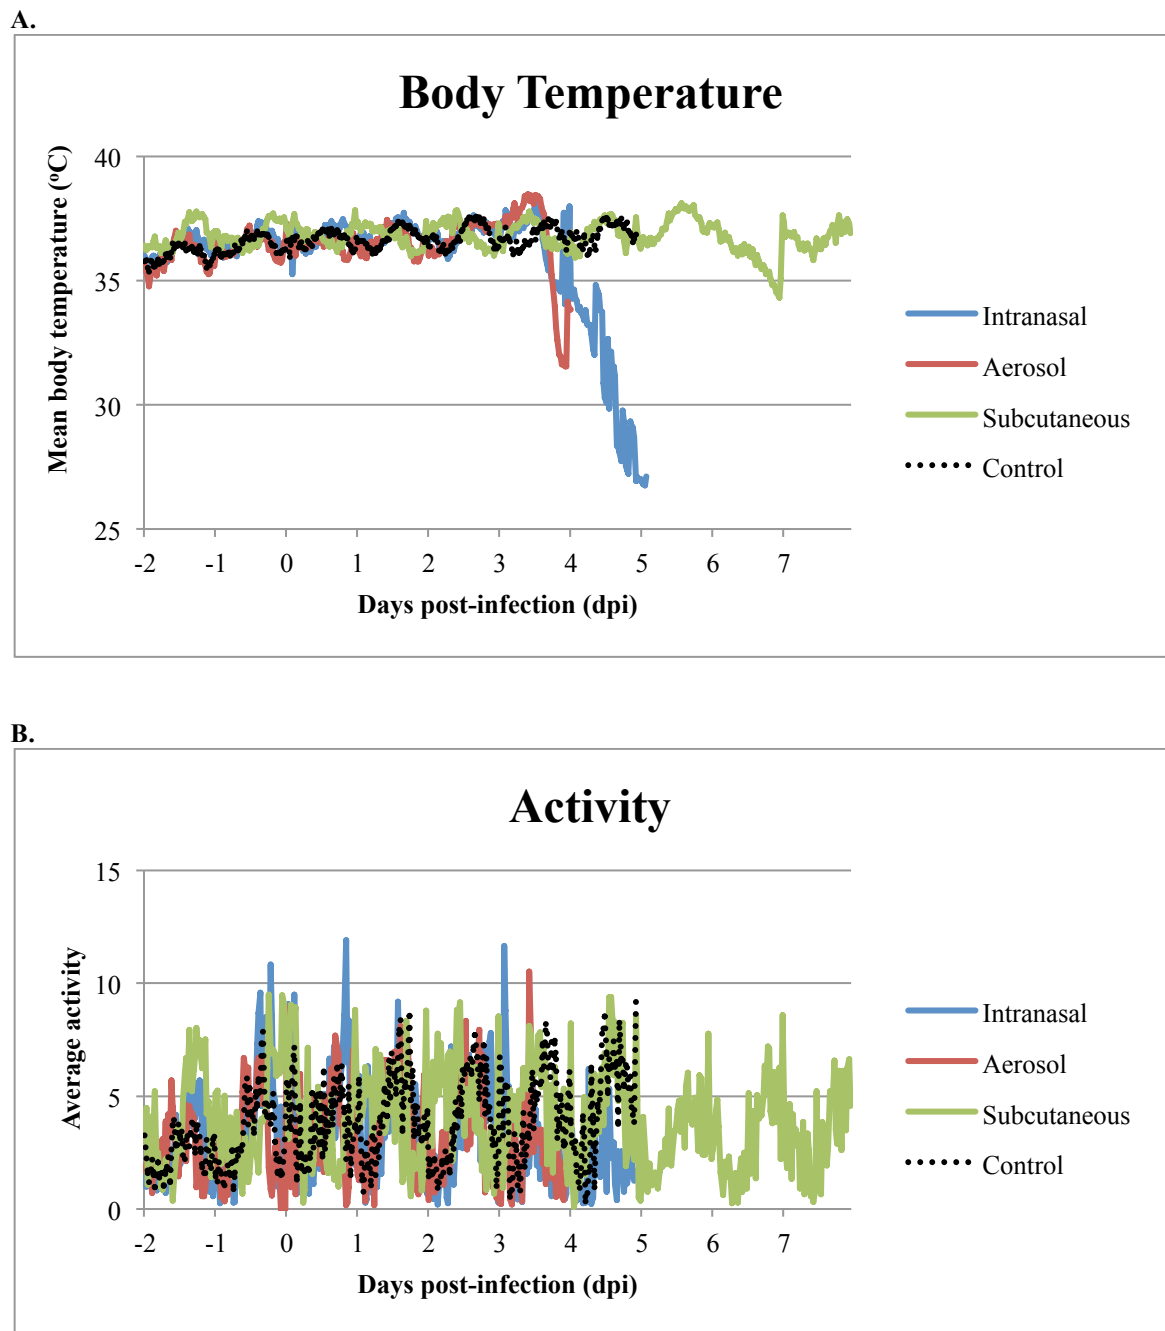 A.
Body Temperature
Mean body temperature (ºC)
40
35
30
25
-2 -1 0 1 2 3 4 5 6 7
Days post-infection (dpi)
Intranasal
Aerosol
Subcutaneous
Control
B.
Activity
Average activity
15
10
5
0
-2 -1 0 1 2 3 4 5 6 7
Days post-infection (dpi)
Intranasal
Aerosol
Subcutaneous
Control